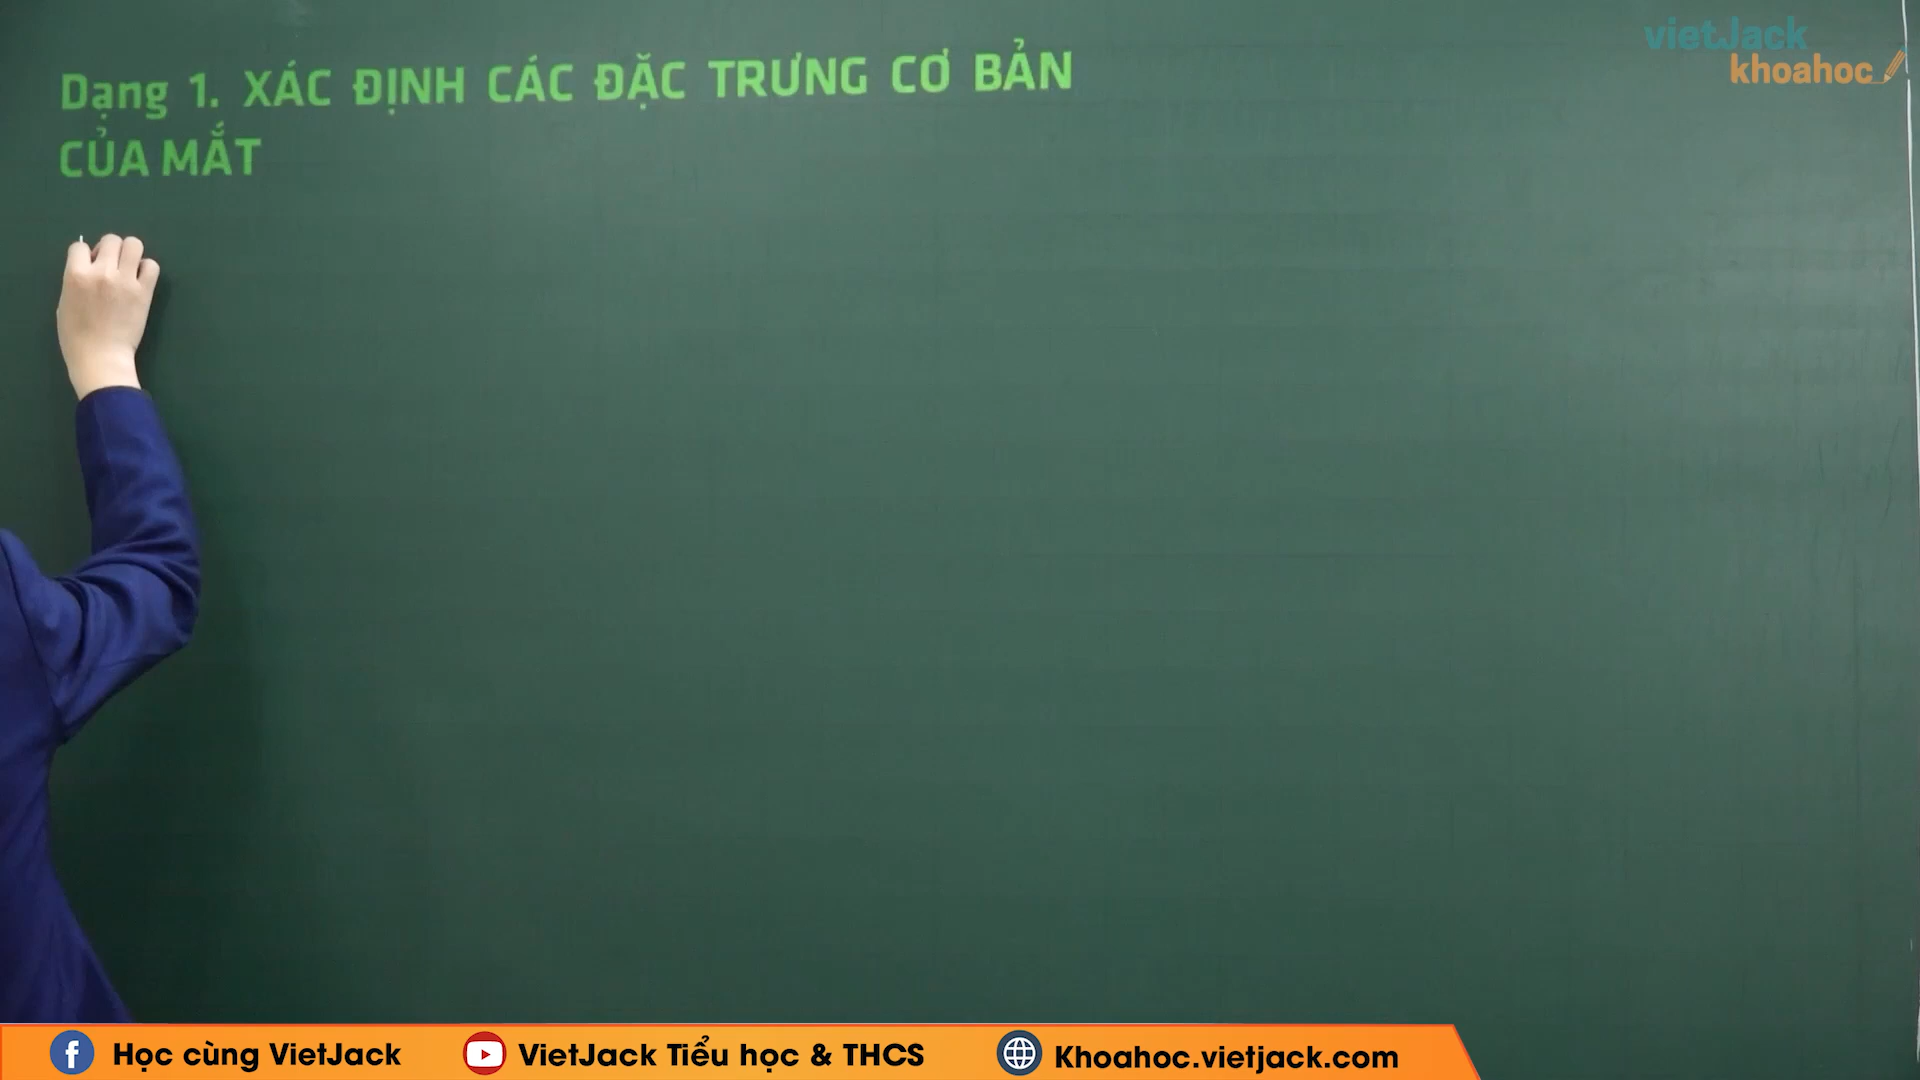 vietJack
khoahoc
Dạng 1. XÁC ĐỊNH CÁC ĐẶC TRƯNG CƠ BẢN
CỦA MẮT
Học cùng VietJack
VietJack Tiểu học & THCS
Khoahoc.vietjack.com